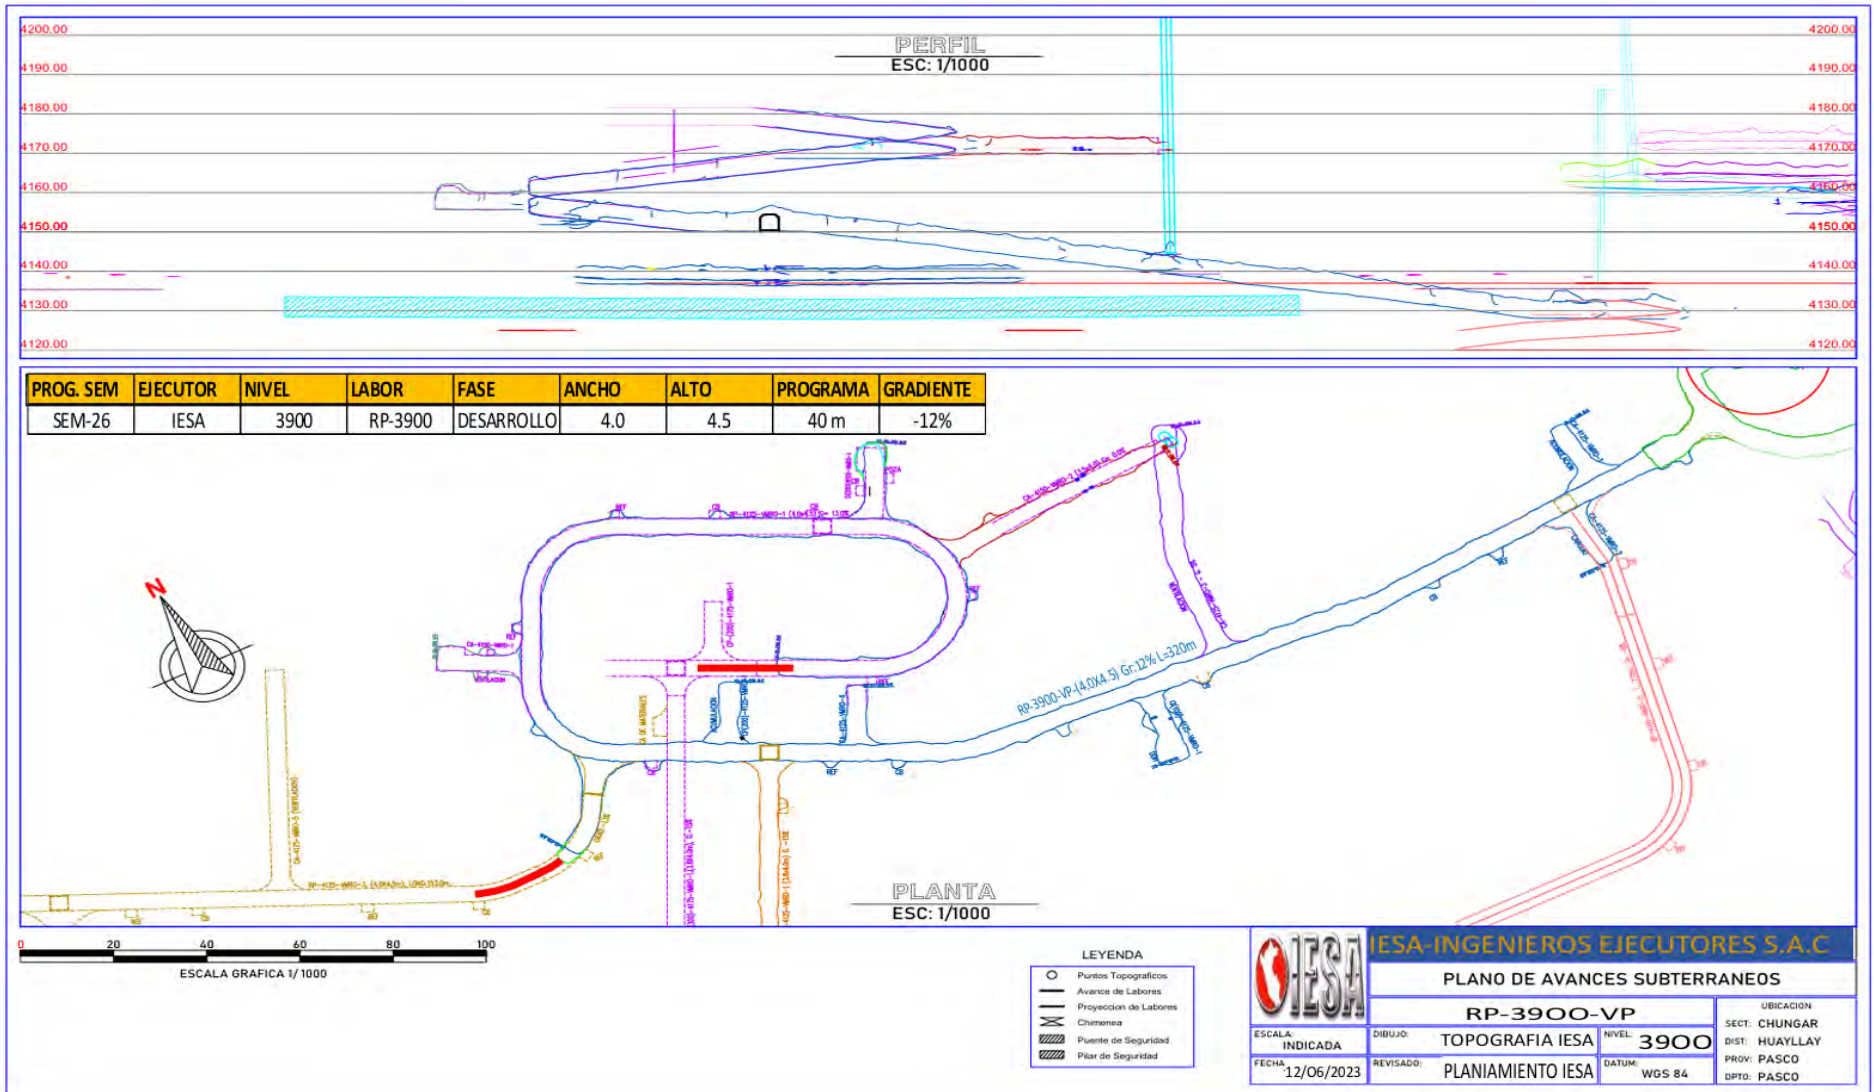 PERFIL
ESC: 1/1000
4200.00 4200.00
4190.00 4190.00
4180.00 4180.00
4170.00 4170.00
4160.00 4160.00
4150.00 4150.00
4140.00 4140.00
4130.00 4130.00
4120.00 4120.00
PROG. SEM EJECUTOR NIVEL LABOR FASE ANCHO ALTO PROGRAMA GRADIENTE
SEM-26 IESA 3900 RP-3900 DESARROLLO 4.0 4.5 40 m -12%
N
REF
VENTILACION
CA DE MATERIALES
ACUMULACION
RP-3900-VP-(4.0X4.5) Gr:12% L=320m
REF
PLANTA
ESC: 1/1000
0 20 40 60 80 100
ESCALA GRAFICA 1/1000
LEYENDA
Puntos Topograficos
Avance de Labores
Proyeccion de Labores
Chimenea
Puente de Seguridad
Pilar de Seguridad
IESA
IESA-INGENIEROS EJECUTORES S.A.C
PLANO DE AVANCES SUBTERRANEOS
RP-3900-VP
ESCALA: INDICADA
DIBUJO: TOPOGRAFIA IESA
NIVEL: 3900
FECHA 12/06/2023
REVISADO: PLANIAMIENTO IESA
DATUM: WGS 84
UBICACION
SECT: CHUNGAR
DIST: HUAYLLAY
PROV: PASCO
DPTO: PASCO